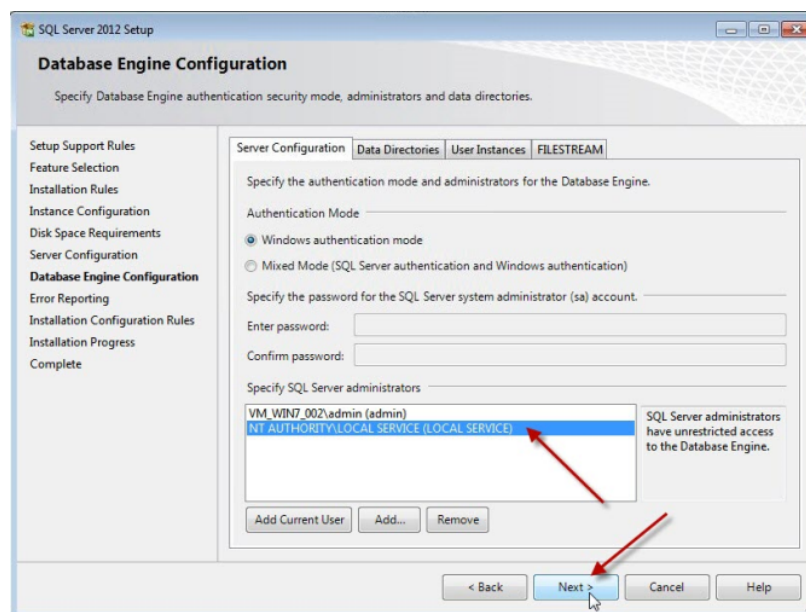 SQL Server 2012 Setup
Database Engine Configuration
Specify Database Engine authentication security mode, administrators and data directories.
Setup Support Rules
Feature Selection
Installation Rules
Instance Configuration
Disk Space Requirements
Server Configuration
Database Engine Configuration
Error Reporting
Installation Configuration Rules
Installation Progress
Complete
Server Configuration Data Directories User Instances FILESTREAM
Specify the authentication mode and administrators for the Database Engine.
Authentication Mode
Windows authentication mode
Mixed Mode (SQL Server authentication and Windows authentication)
Specify the password for the SQL Server system administrator (sa) account.
Enter password:
Confirm password:
Specify SQL Server administrators
VM_WIN7_002\admin (admin)
NT AUTHORITY\LOCAL SERVICE (LOCAL SERVICE)
SQL Server administrators
have unrestricted access
to the Database Engine.
Add Current User Add... Remove
< Back Next > Cancel Help